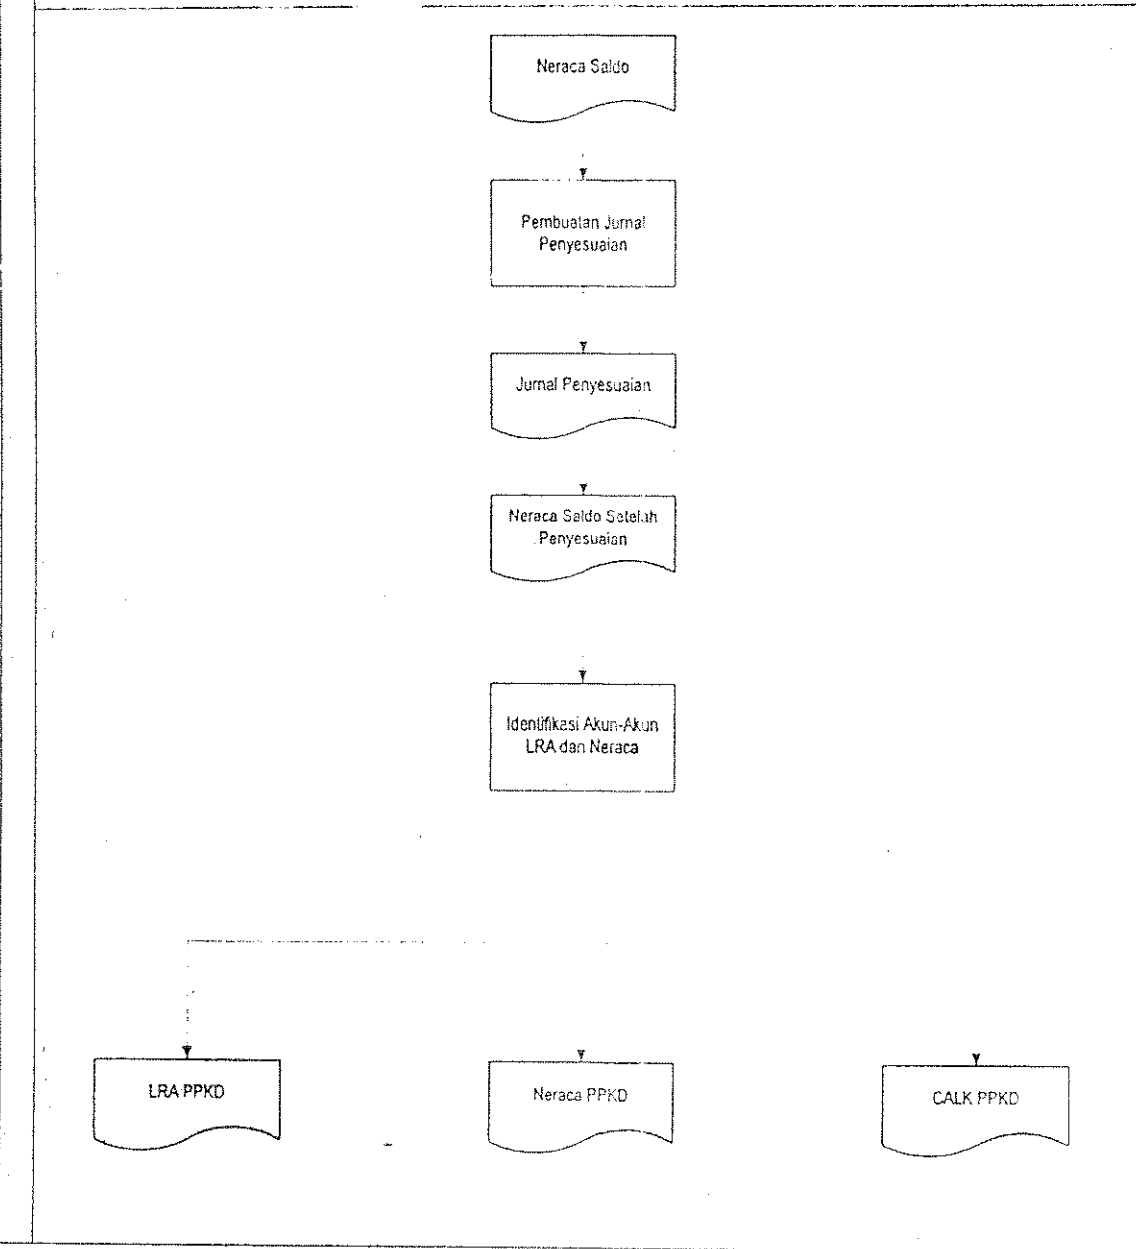 Neraca Saldo
Pembuatan Jurnal
Penyesuaian
Jurnal Penyesuaian
Neraca Saldo Setelah
Penyesuaian
Identifikasi Akun-Akun
LRA dan Neraca
LRA PPKD
Neraca PPKD
CALK PPKD